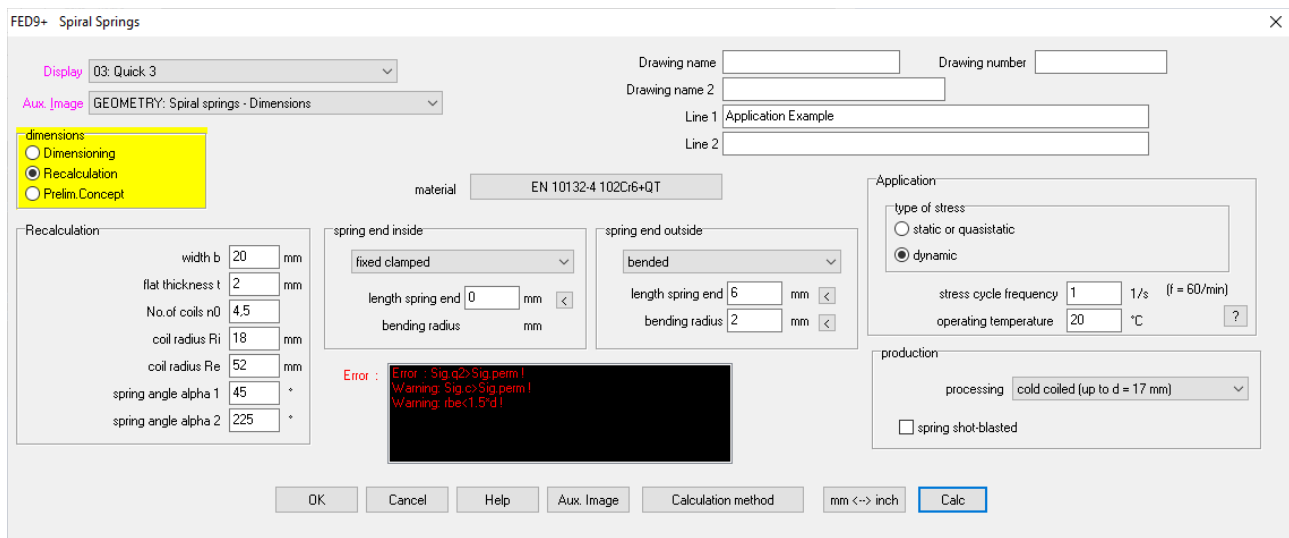 FED9+ Spiral Springs
Display 03: Quick 3
Aux. Image GEOMETRY: Spiral springs - Dimensions
Drawing name Drawing number
Drawing name 2
Line 1 Application Example
Line 2
dimensions
Dimensioning
Recalculation
Prelim.Concept
material EN 10132-4 102Cr6+QT
Application
type of stress
static or quasistatic
dynamic
stress cycle frequency 1 1/s (f = 60/min)
operating temperature 20 °C ?
Recalculation
width b 20 mm
flat thickness t 2 mm
No.of coils n0 4,5
coil radius Ri 18 mm
coil radius Re 52 mm
spring angle alpha 1 45 °
spring angle alpha 2 225 °
spring end inside
fixed clamped
length spring end 0 mm <
bending radius mm
spring end outside
bended
length spring end 6 mm <
bending radius 2 mm <
Error : Error : Sig.q2>Sig.perm !
Warning: Sig.c>Sig.perm !
Warning: rbe<1.5*d !
production
processing cold coiled (up to d = 17 mm)
spring shot-blasted
OK Cancel Help Aux. Image Calculation method mm <--> inch Calc